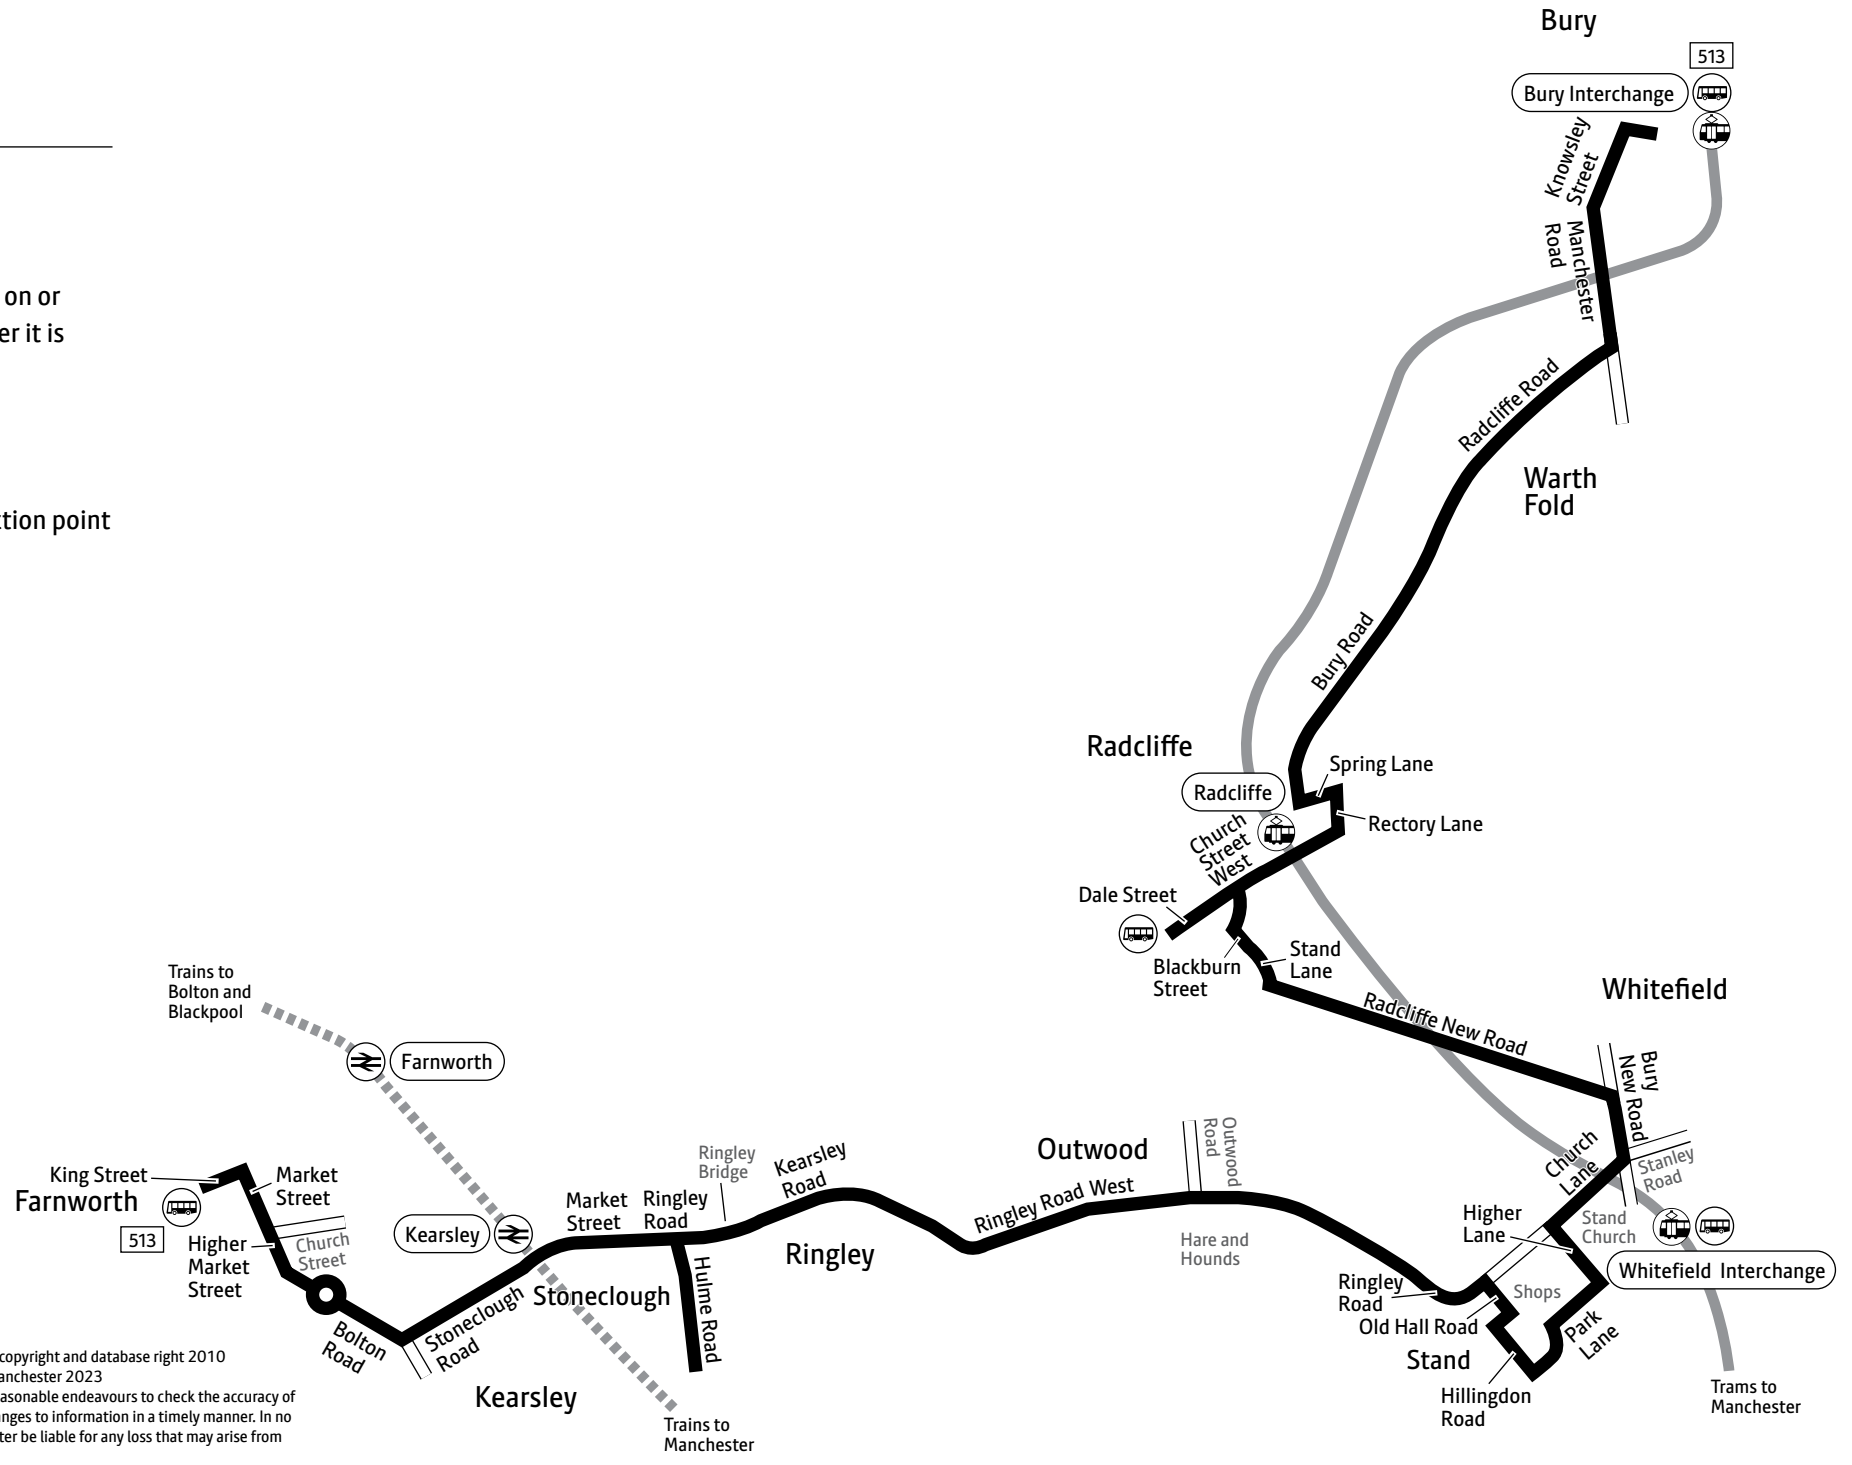 Bury
513
Bury Interchange
Knowsley
Street
Manchester
Road
on or
er it is
Radcliffe Road
Warth
Fold
tion point
Bury Road
Radcliffe
Radcliffe
Spring Lane
Rectory Lane
Church
Street
West
Dale Street
Blackburn
Street
Stand
Lane
Radcliffe New Road
Whitefield
Bury
New Road
Stanley
Road
Church
Lane
Stand
Church
Whitefield Interchange
Higher
Lane
Shops
Park
Lane
Ringley
Road
Old Hall Road
Stand
Hillingdon
Road
Trams to
Manchester
Outwood
Road
Outwood
Ringley Road West
Hare and
Hounds
Ringley
Kearsley
Road
Ringley
Bridge
Ringley
Road
Market
Street
Hulme Road
Stoneclough
Kearsley
Stoneclough
Road
Kearsley
Trains to
Manchester
Trains to
Bolton and
Blackpool
Farnworth
King Street
Farnworth
513
Market
Street
Church
Street
Higher
Market
Street
Bolton
Road
copyright and database right 2010
anchester 2023
easonable endeavours to check the accuracy of
anges to information in a timely manner. In no
ter be liable for any loss that may arise from